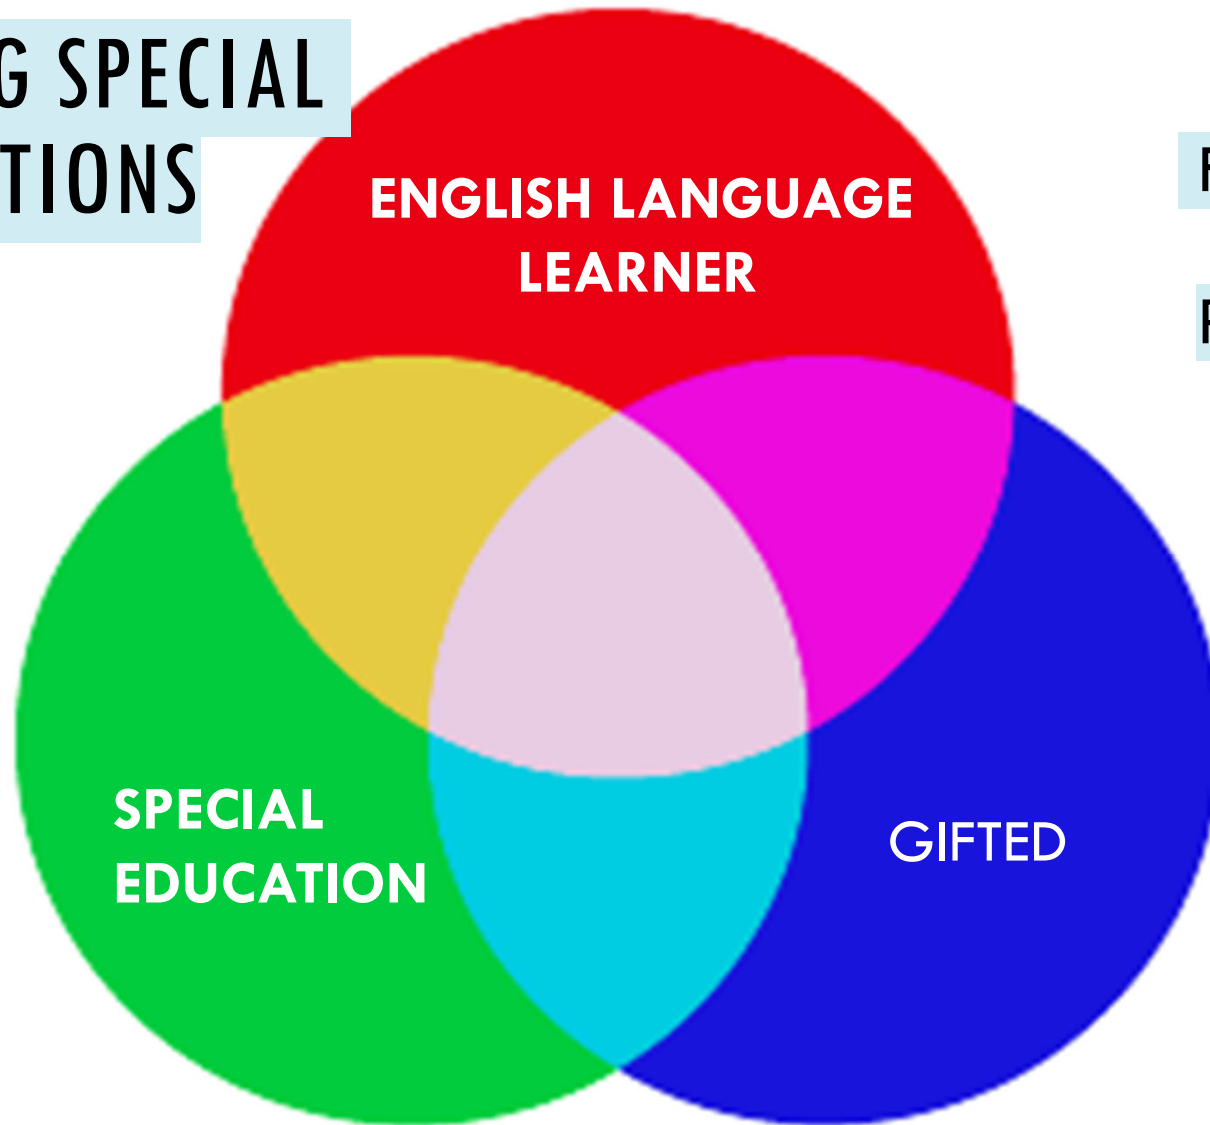 G SPECIAL
TIONS
ENGLISH LANGUAGE
LEARNER
SPECIAL
EDUCATION
GIFTED